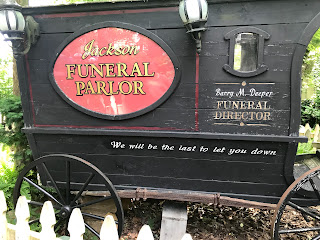 Jackson
FUNERAL
PARLOR
Barry M. Deeper
FUNERAL
DIRECTOR
We will be the last to let you down